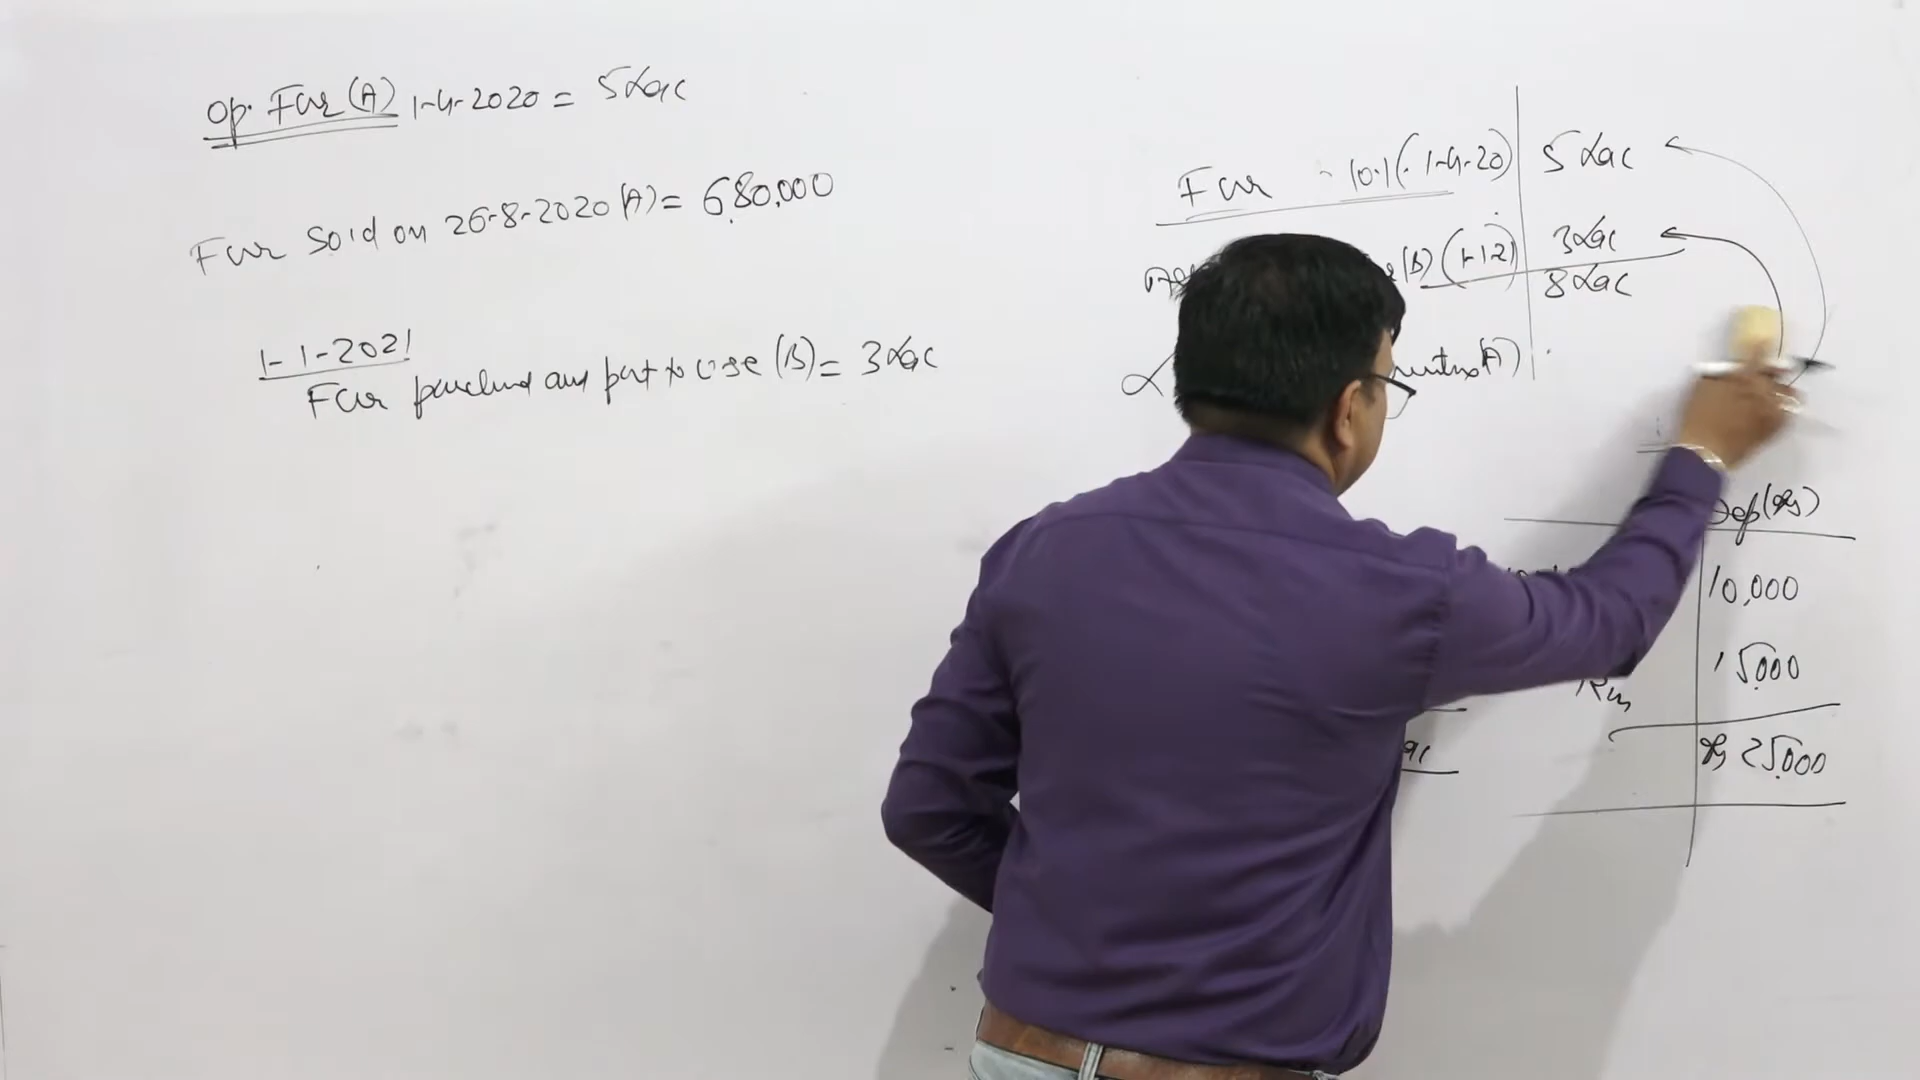 Op. Fur (A) 1-4-2020 = 5 Lac
Fur Sold on 26-8-2020 (A) = 6,80,000
1-1-2021
Fur purchased and put to use (B) = 3 Lac
Fur 10.1 (1-4-20) 5 Lac
(B) 3 Lac
8 Lac
(A)
Dep (Rs)
10,000
15,000
Rs 25,000